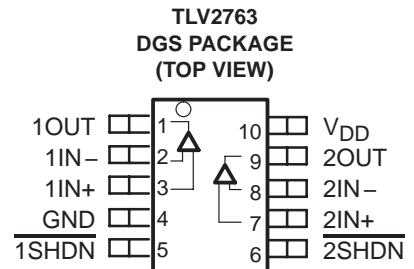 TLV2763
DGS PACKAGE
(TOP VIEW)
1OUT 1 10 VDD
1IN− 2 9 2OUT
1IN+ 3 8 2IN−
GND 4 7 2IN+
1SHDN 5 6 2SHDN